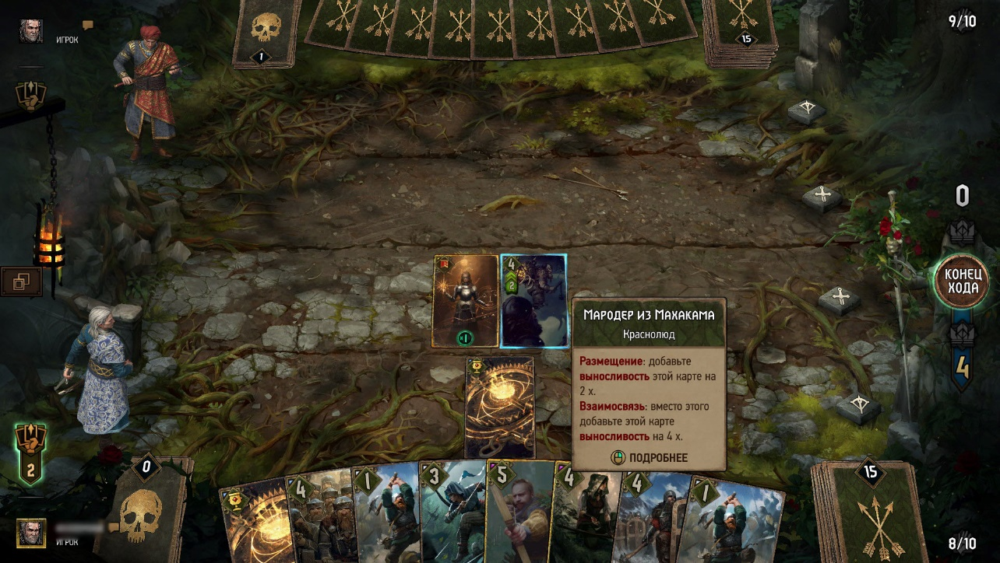 ИГРОК
1
15
9/10
0
КОНЕЦ
ХОДА
4
1
4
2
Мародер из Махакама
Краснолюд
Размещение: добавьте
выносливость этой карте на
2 х.
Взаимосвязь: вместо этого
добавьте этой карте
выносливость на 4 х.
ПОДРОБНЕЕ
2
0
4
1
3
5
4
4
1
15
ИГРОК
8/10